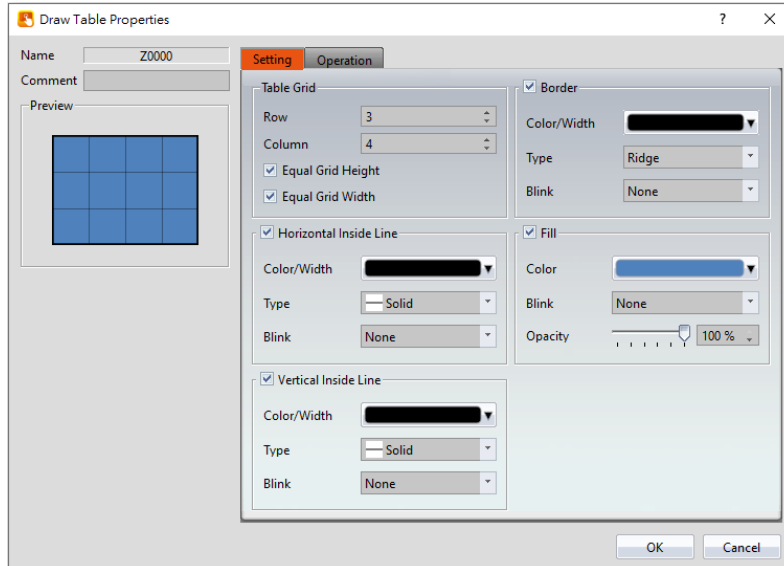 Draw Table Properties
?
Name Z0000
Comment
Preview
Setting Operation
Table Grid
Row 3
Column 4
Equal Grid Height
Equal Grid Width
Border
Color/Width
Type Ridge
Blink None
Horizontal Inside Line
Color/Width
Type Solid
Blink None
Fill
Color
Blink None
Opacity 100 %
Vertical Inside Line
Color/Width
Type Solid
Blink None
OK Cancel